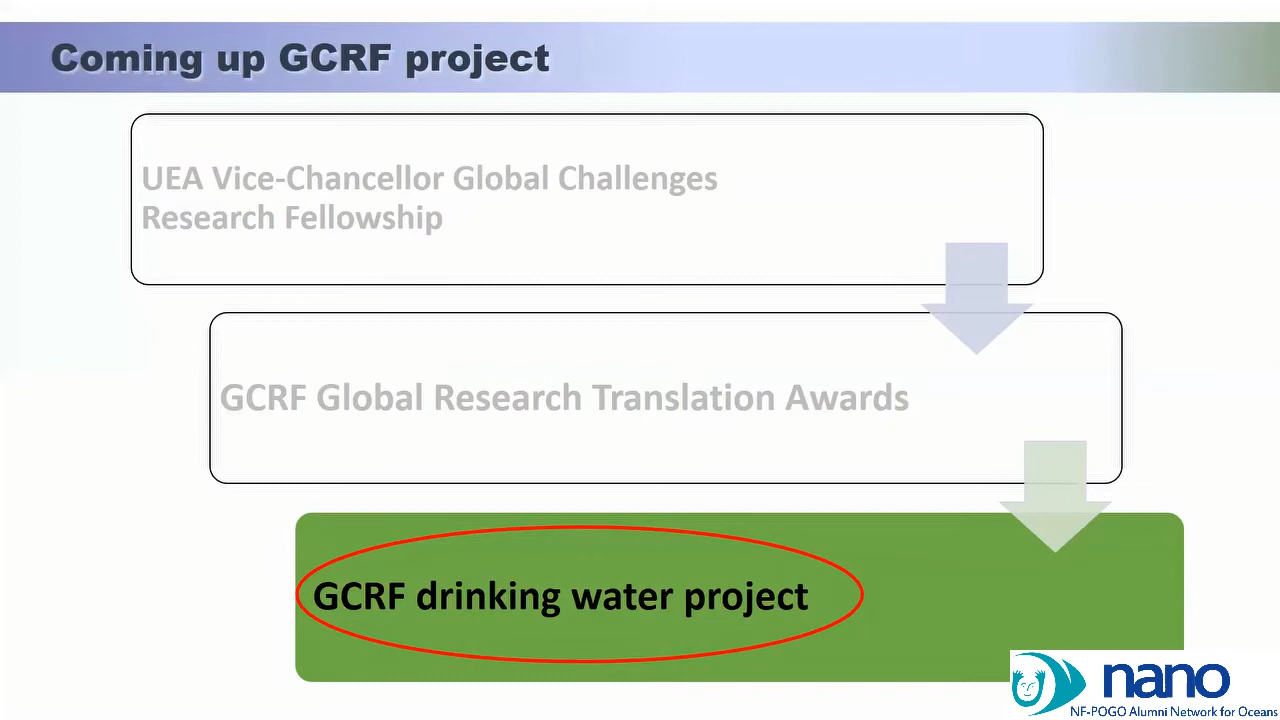 Coming up GCRF project
UEA Vice-Chancellor Global Challenges
Research Fellowship
GCRF Global Research Translation Awards
GCRF drinking water project
nano
NF-POGO Alumni Network for Oceans